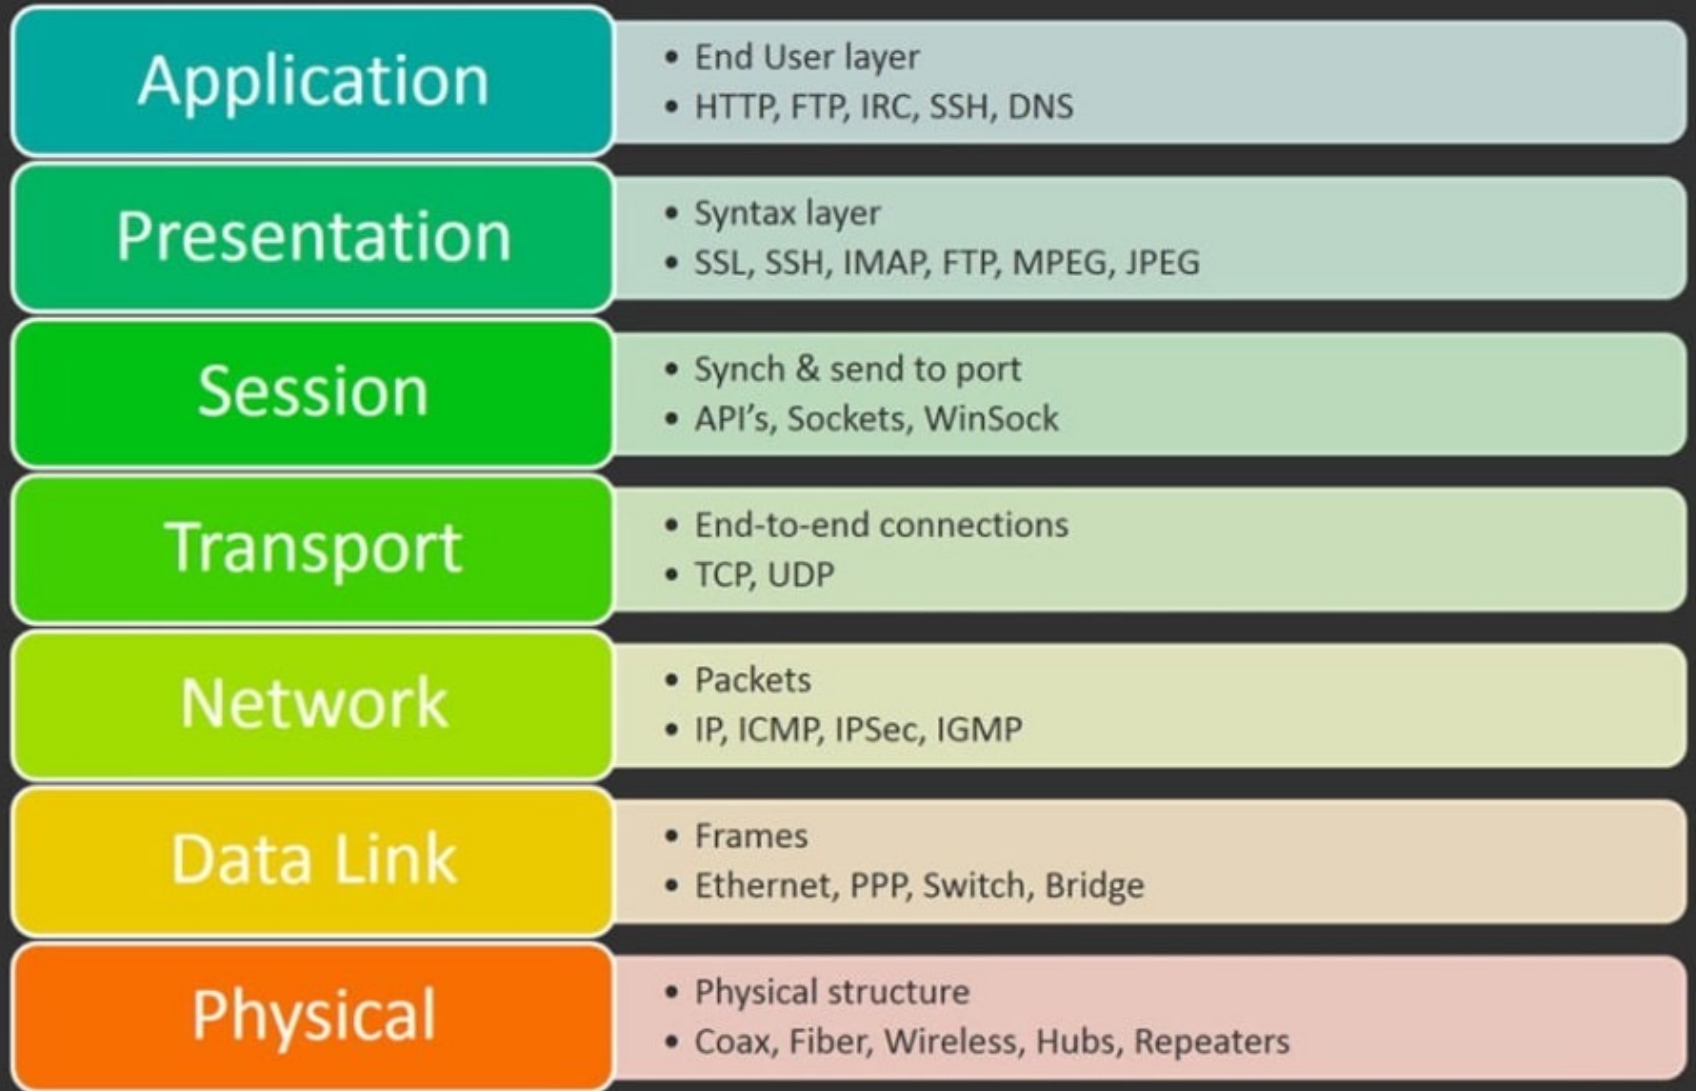 Application
• End User layer
• HTTP, FTP, IRC, SSH, DNS
Presentation
• Syntax layer
• SSL, SSH, IMAP, FTP, MPEG, JPEG
Session
• Synch & send to port
• API’s, Sockets, WinSock
Transport
• End-to-end connections
• TCP, UDP
Network
• Packets
• IP, ICMP, IPSec, IGMP
Data Link
• Frames
• Ethernet, PPP, Switch, Bridge
Physical
• Physical structure
• Coax, Fiber, Wireless, Hubs, Repeaters